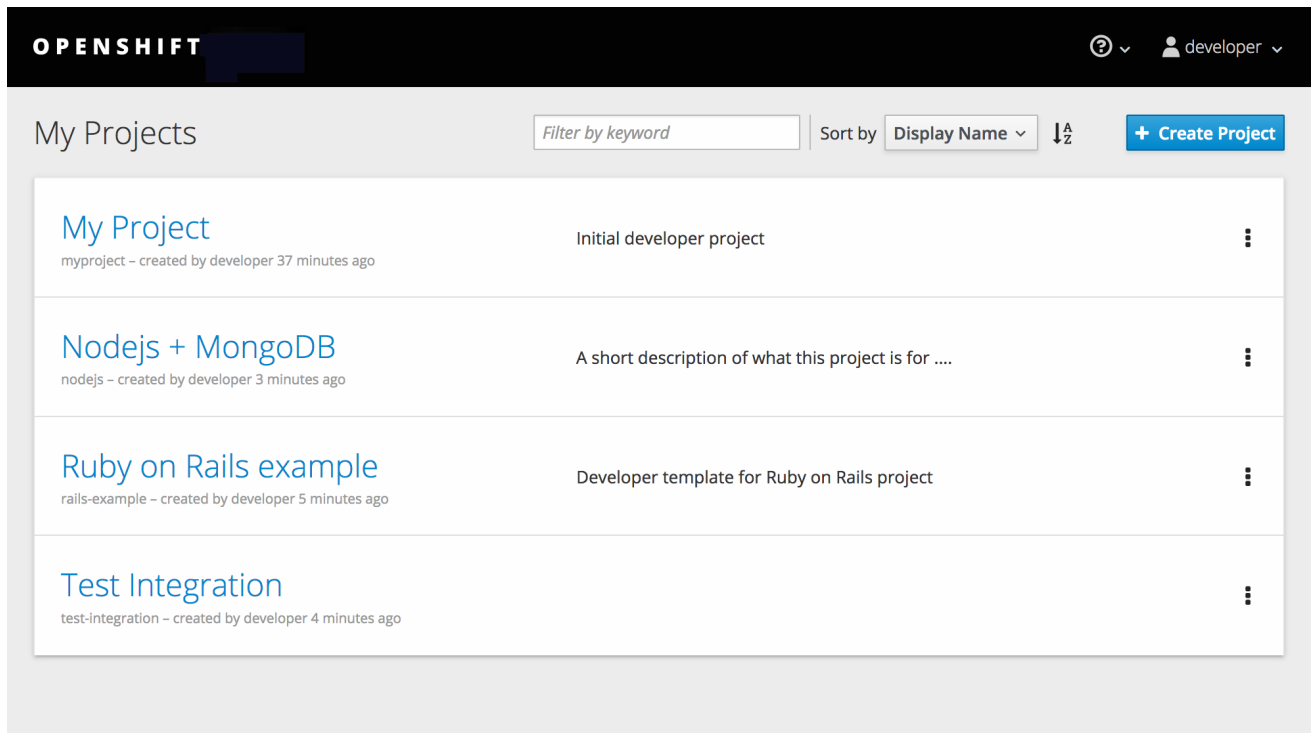 OPENSHIFT
developer
My Projects
Filter by keyword
Sort by
Display Name
A
Z
+ Create Project
My Project
myproject – created by developer 37 minutes ago
Initial developer project
Nodejs + MongoDB
nodejs – created by developer 3 minutes ago
A short description of what this project is for ....
Ruby on Rails example
rails-example – created by developer 5 minutes ago
Developer template for Ruby on Rails project
Test Integration
test-integration – created by developer 4 minutes ago